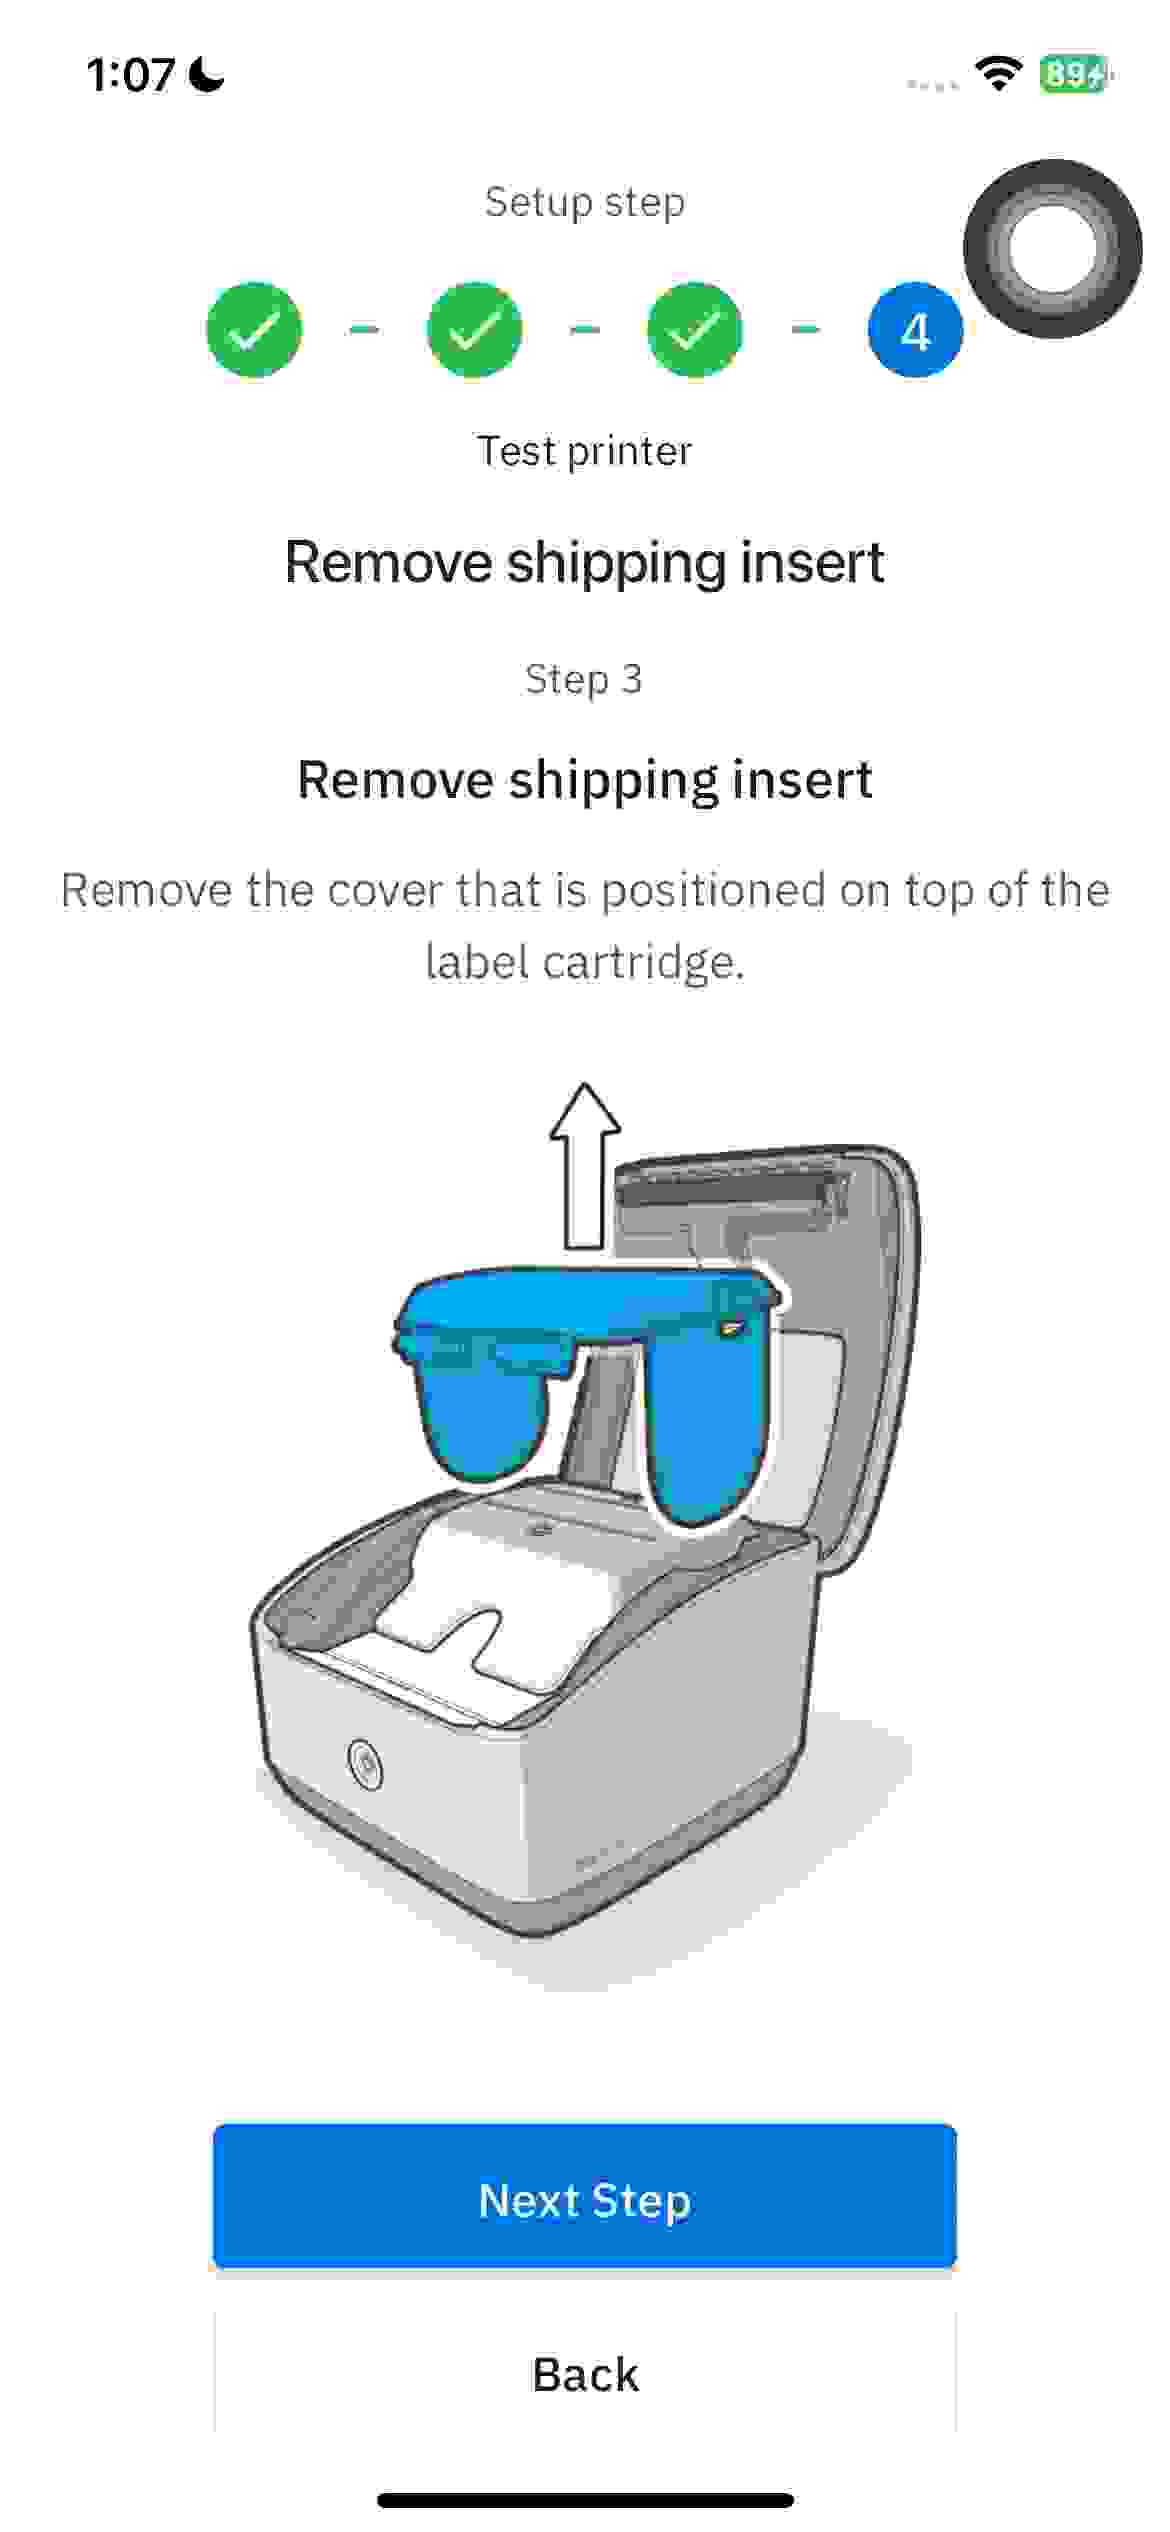 1:07
89
Setup step
4
Test printer
Remove shipping insert
Step 3
Remove shipping insert
Remove the cover that is positioned on top of the
label cartridge.
Next Step
Back